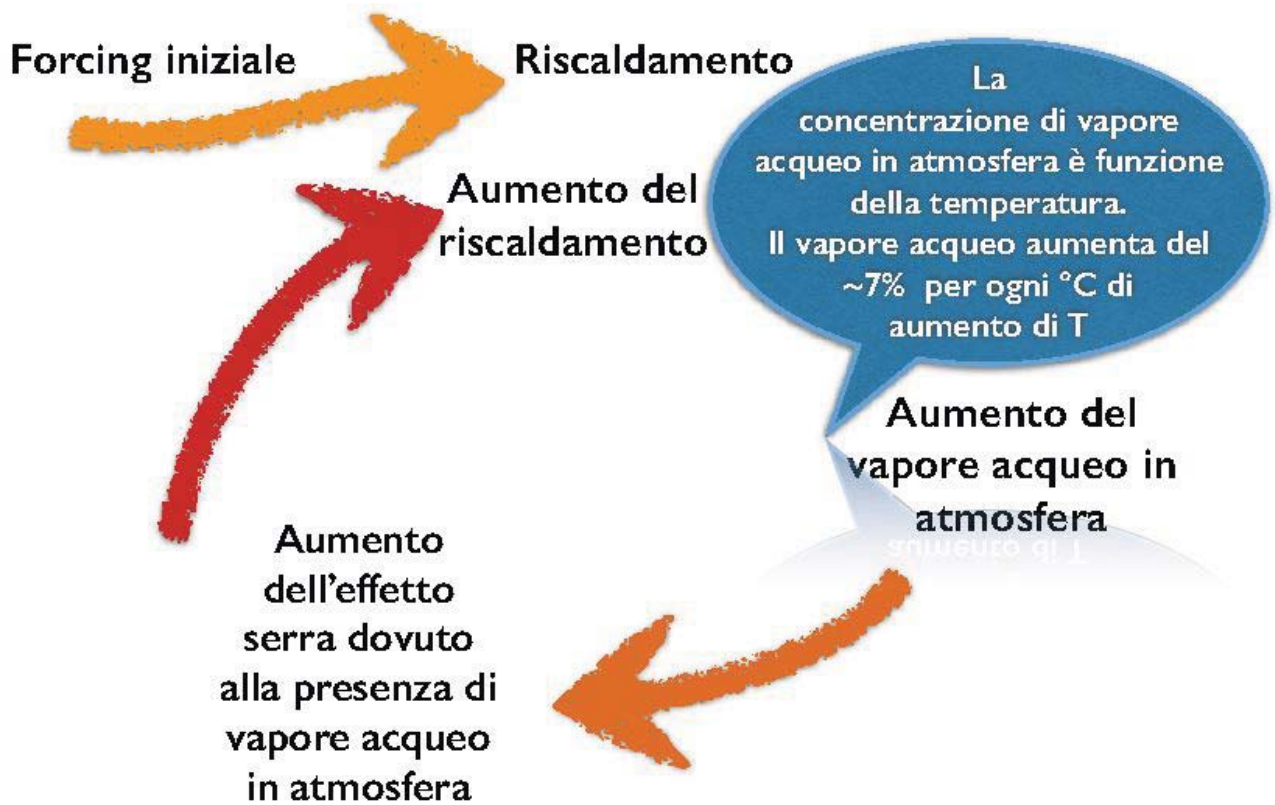 Forcing iniziale
Riscaldamento
La
concentrazione di vapore
acqueo in atmosfera è funzione
della temperatura.
Il vapore acqueo aumenta del
~7% per ogni °C di
aumento di T
Aumento del
riscaldamento
Aumento del
vapore acqueo in
atmosfera
aumento di T
Aumento
dell'effetto
serra dovuto
alla presenza di
vapore acqueo
in atmosfera